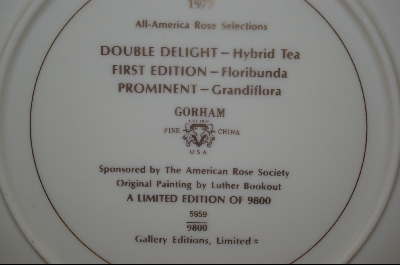 1977
All-America Rose Selections
DOUBLE DELIGHT — Hybrid Tea
FIRST EDITION — Floribunda
PROMINENT — Grandiflora
GORHAM
FINE CHINA
USA
Sponsored by The American Rose Society
Original Painting by Luther Bookout
A LIMITED EDITION OF 9800
5959
9800
Gallery Editions, Limited